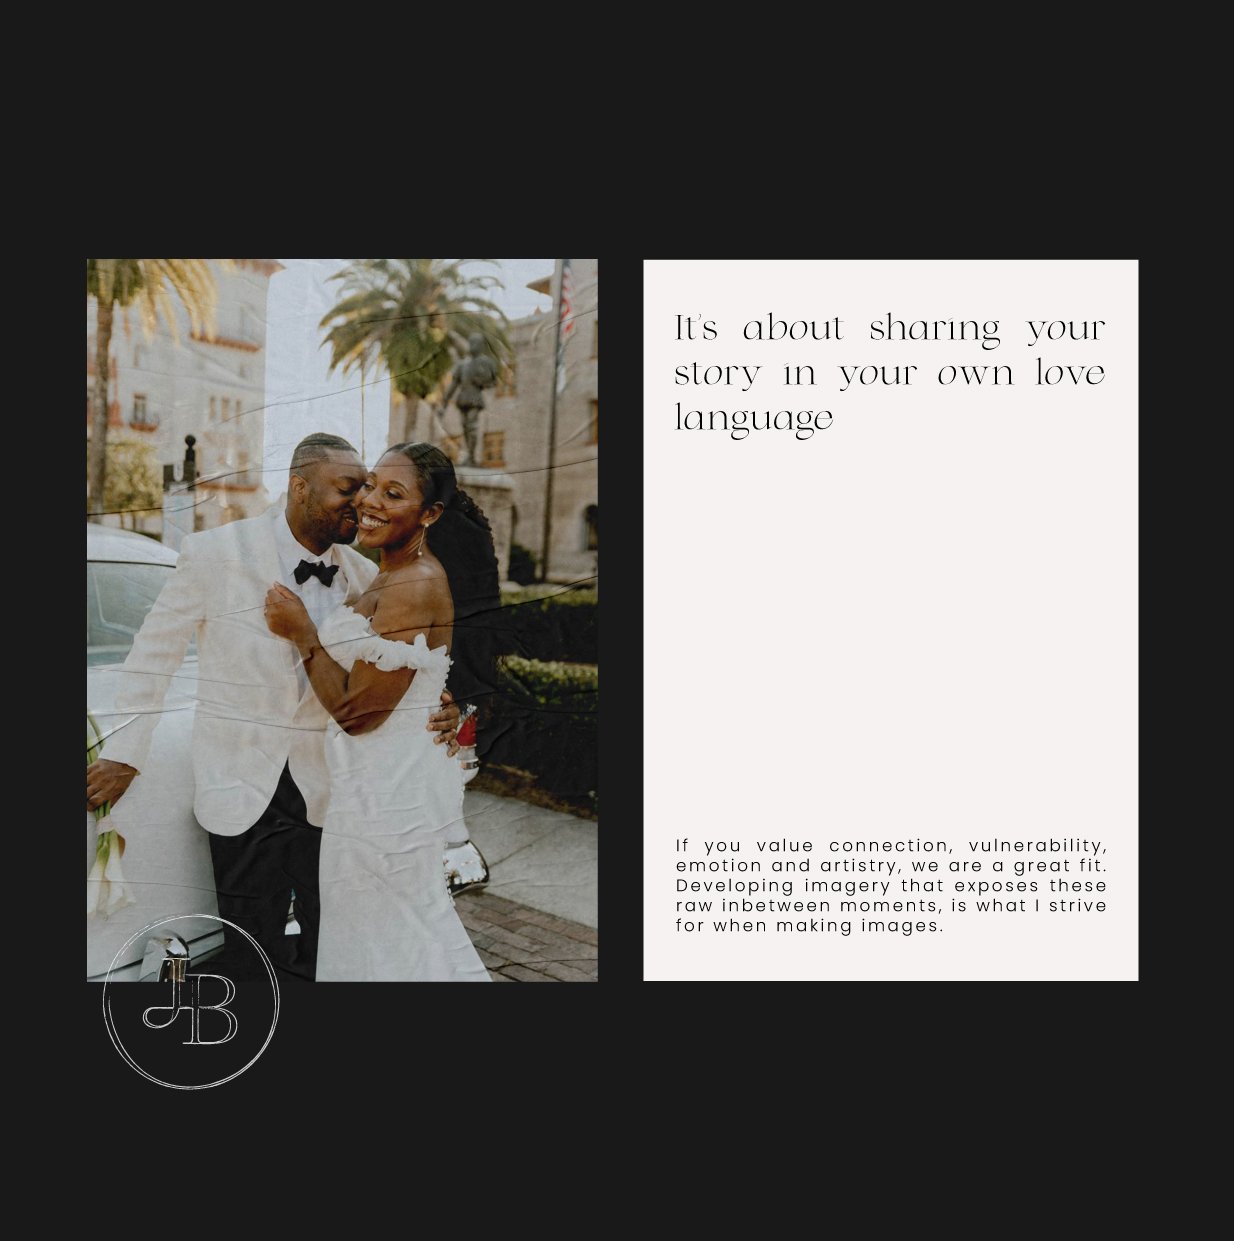 It's about sharing your
story in your own love
language
If you value connection, vulnerability,
emotion and artistry, we are a great fit.
Developing imagery that exposes these
raw inbetween moments, is what I strive
for when making images.
JB